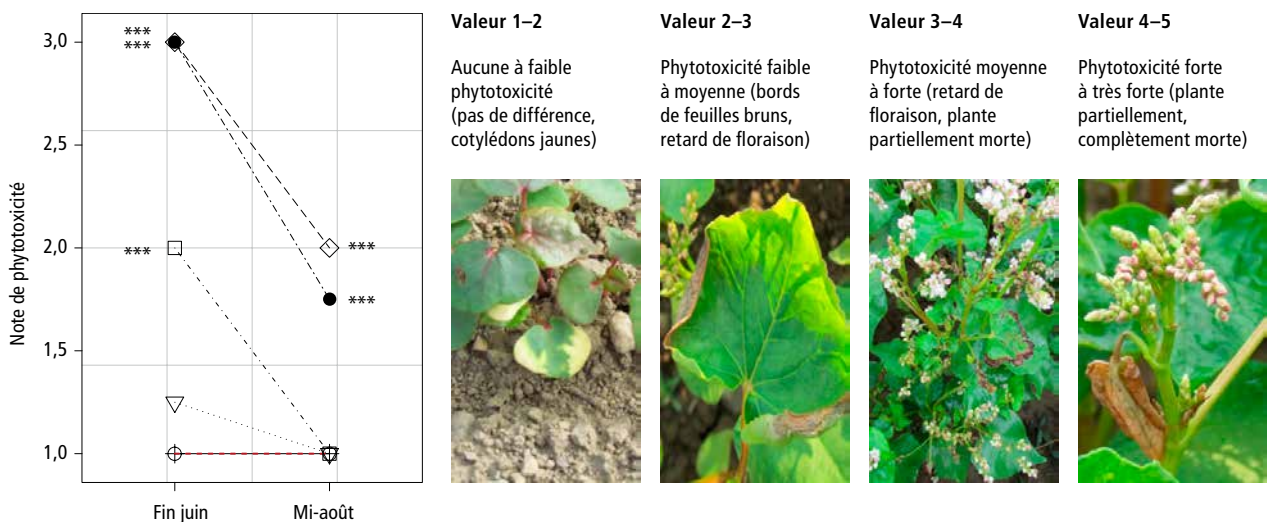 Note de phytotoxicité
3,0
2,5
2,0
1,5
1,0
***
***
***
***
***
Fin juin
Mi-août
Valeur 1–2
Aucune à faible
phytotoxicité
(pas de différence,
cotylédons jaunes)
Valeur 2–3
Phytotoxicité faible
à moyenne (bords
de feuilles bruns,
retard de floraison)
Valeur 3–4
Phytotoxicité moyenne
à forte (retard de
floraison, plante
partiellement morte)
Valeur 4–5
Phytotoxicité forte
à très forte (plante
partiellement,
complètement morte)